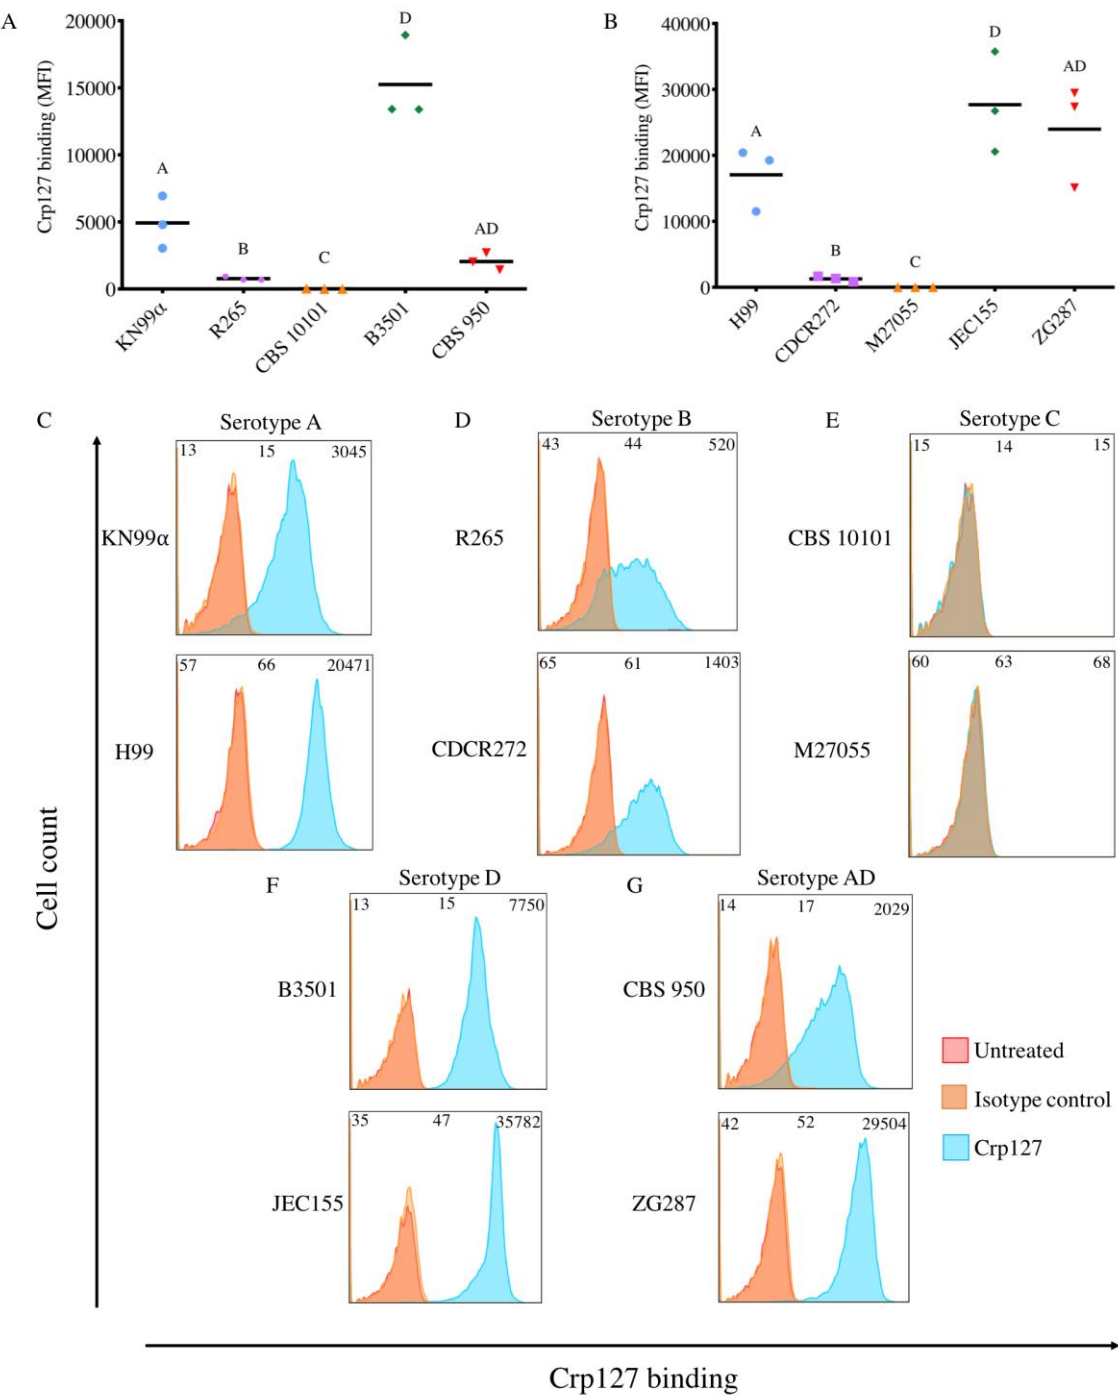 A
Crp127 binding (MFI)
20000
15000
10000
5000
0
A
B
C
D
AD
KN99α
R265
CBS 10101
B3501
CBS 950
B
Crp127 binding (MFI)
40000
30000
20000
10000
0
A
B
C
D
AD
H99
CDCR272
M27055
JEC155
ZG287
C
Serotype A
KN99α
13 15 3045
H99
57 66 20471
D
Serotype B
R265
43 44 520
CDCR272
65 61 1403
E
Serotype C
CBS 10101
15 14 15
M27055
60 63 68
F
Serotype D
B3501
13 15 7750
JEC155
35 47 35782
G
Serotype AD
CBS 950
14 17 2029
ZG287
42 52 29504
Untreated
Isotype control
Crp127
Cell count
Crp127 binding